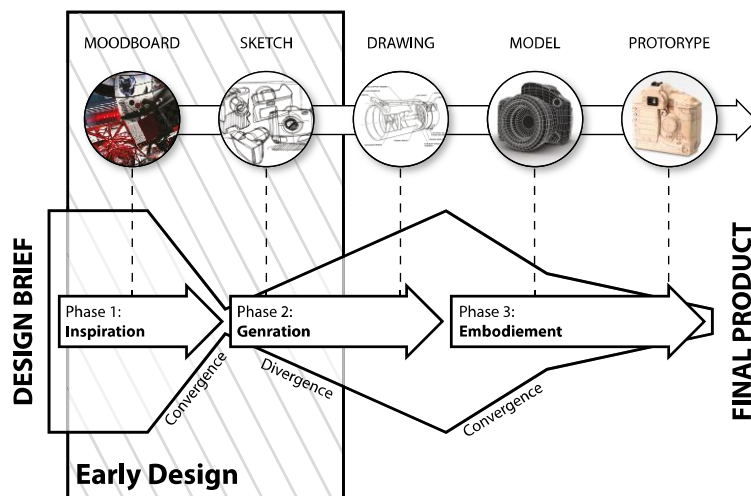 MOODBOARD
SKETCH
DRAWING
MODEL
PROTORYPE
DESIGN BRIEF
Phase 1:
Inspiration
Phase 2:
Genration
Phase 3:
Embodiement
FINAL PRODUCT
Convergence
Divergence
Convergence
Early Design